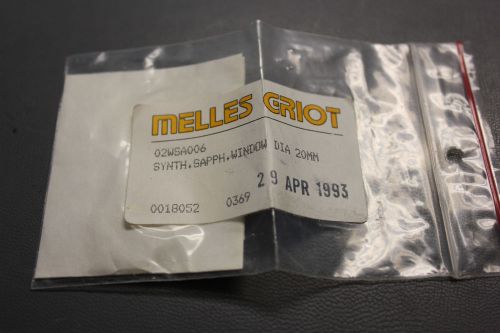 MELLES GRIOT
02WSA006
SYNTH.SAPPH.WINDOW DIA 20MM
29 APR 1993
0018052 0369